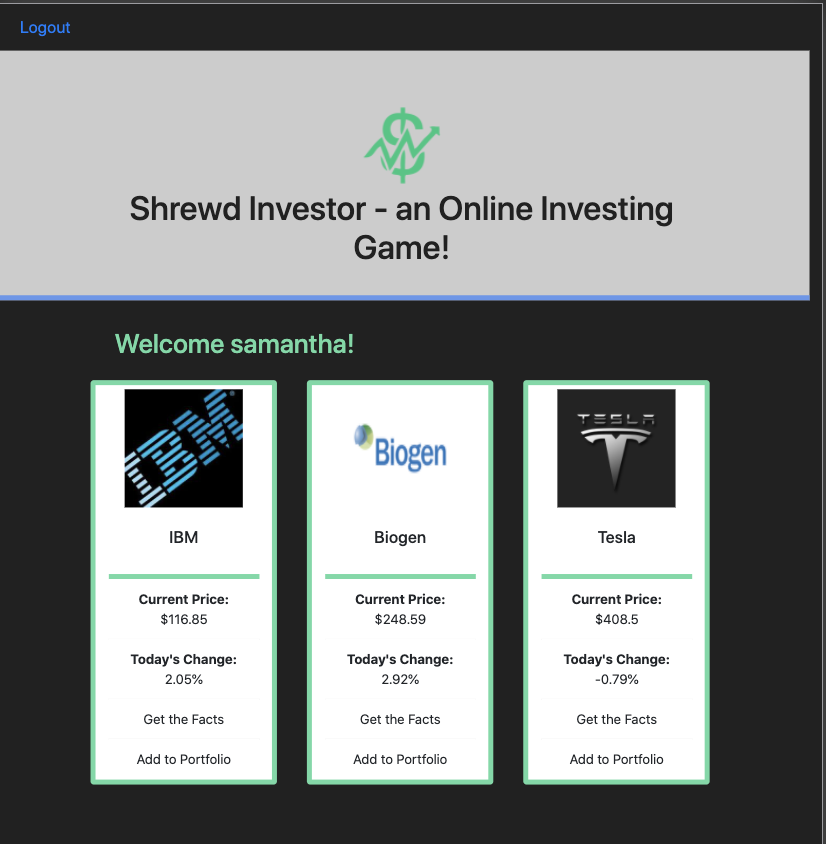 Logout
Shrewd Investor - an Online Investing
Game!
Welcome samantha!
IBM
IBM
Current Price:
$116.85
Today's Change:
2.05%
Get the Facts
Add to Portfolio
Biogen
Biogen
Current Price:
$248.59
Today's Change:
2.92%
Get the Facts
Add to Portfolio
TESLA
Tesla
Current Price:
$408.5
Today's Change:
-0.79%
Get the Facts
Add to Portfolio